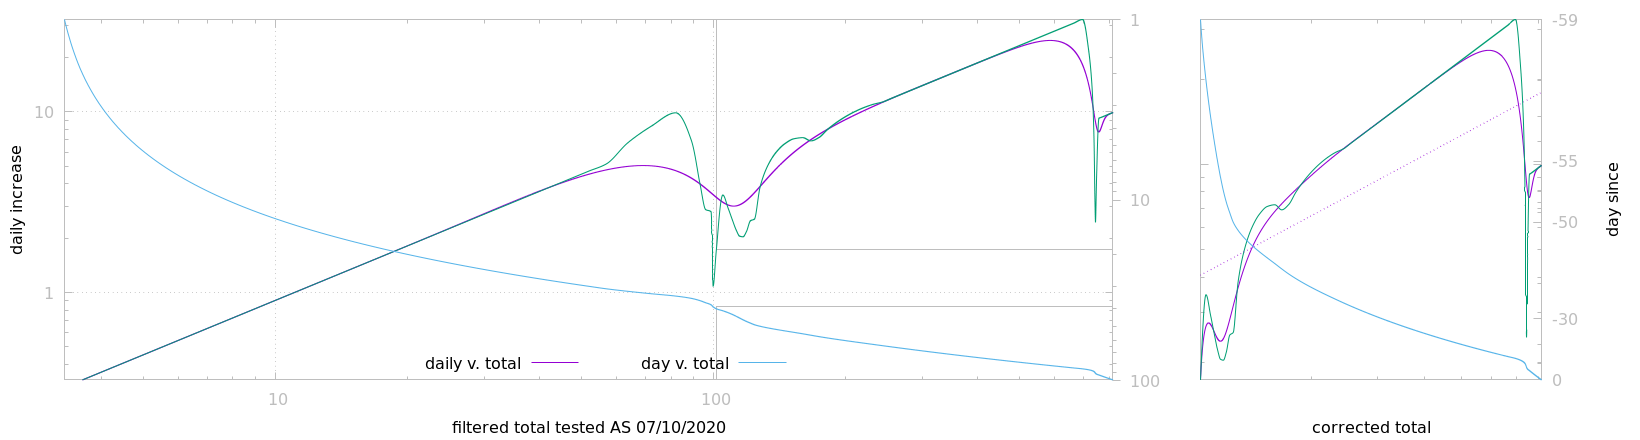 daily increase
10
1
daily v. total
day v. total
10
100
filtered total tested AS 07/10/2020
1
10
100
-59
-55
-50
-30
0
day since
corrected total